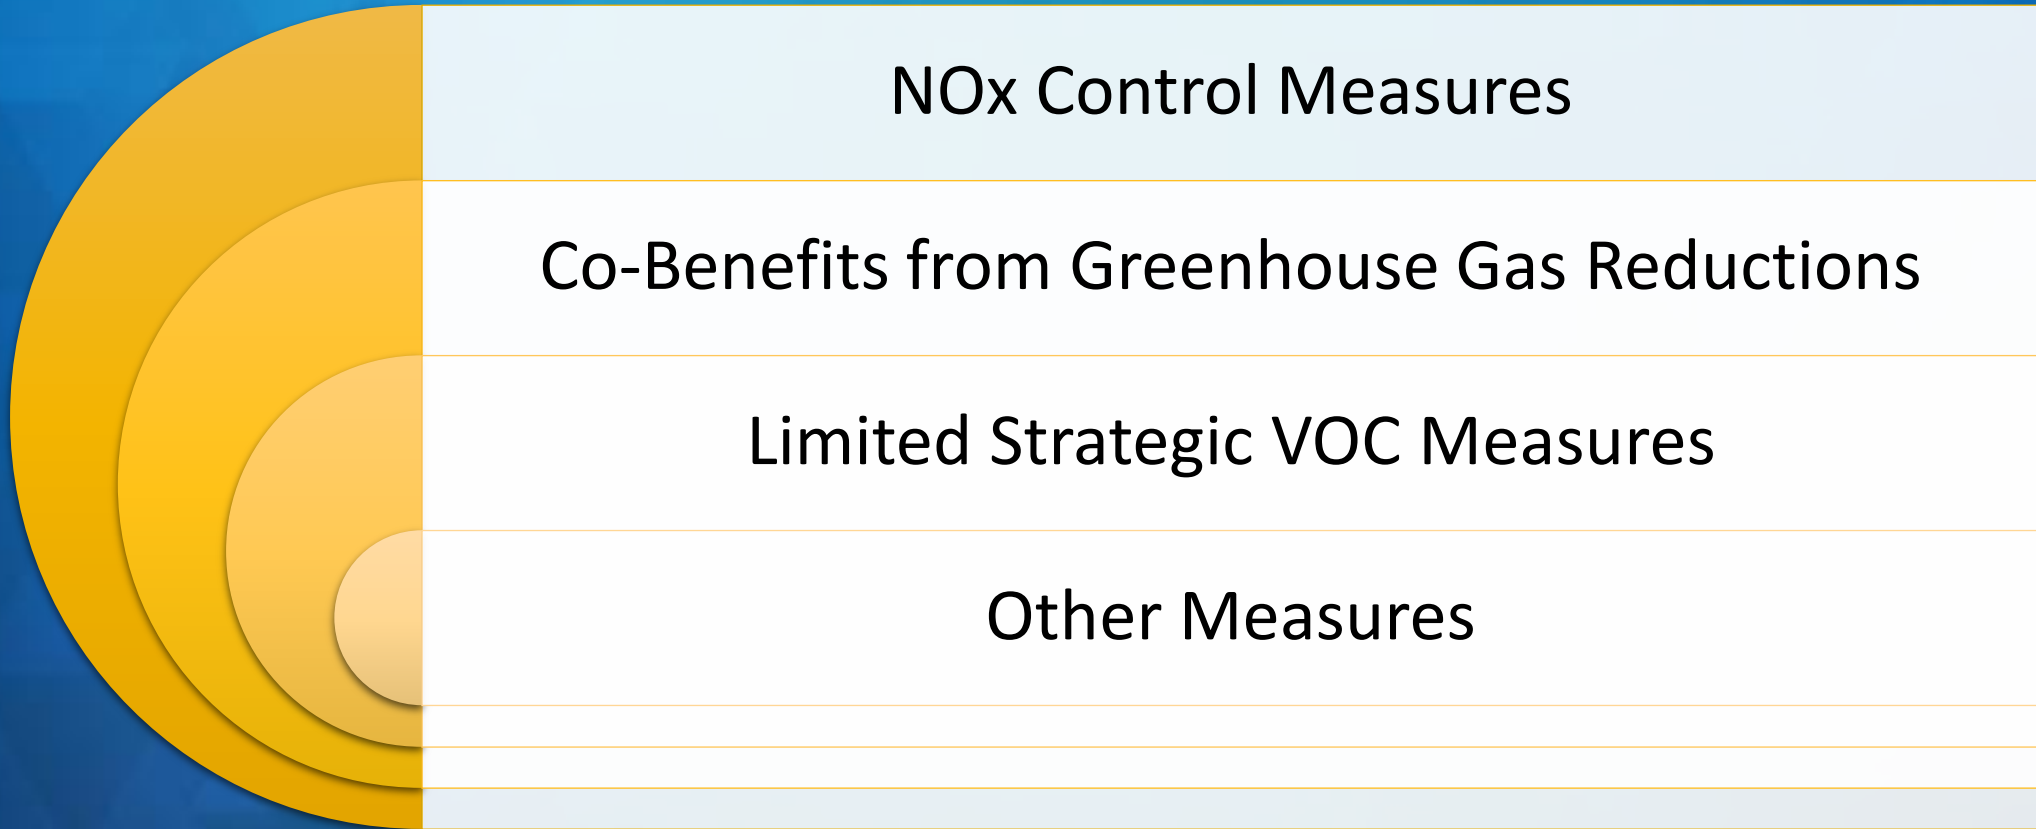 NOx Control Measures
Co-Benefits from Greenhouse Gas Reductions
Limited Strategic VOC Measures
Other Measures